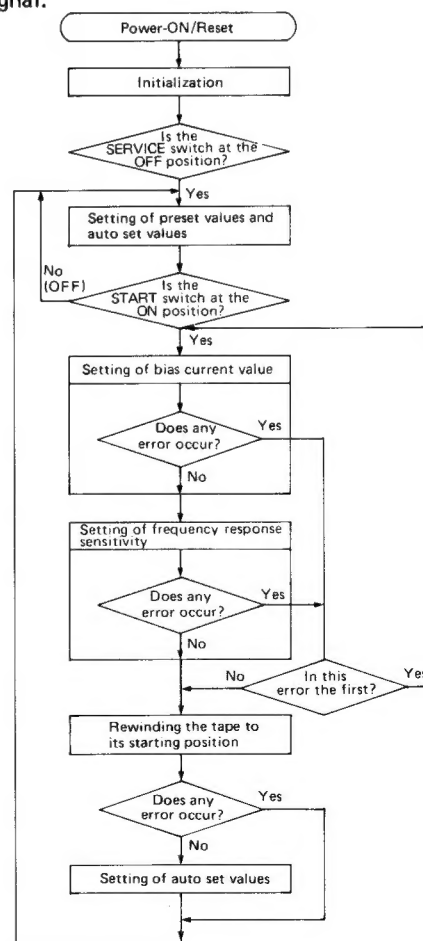 gnal.
Power-ON/Reset
Initialization
Is the
SERVICE switch at the
OFF position?
Yes
Setting of preset values and
auto set values
No
(OFF)
Is the
START switch at the
ON position?
Yes
Setting of bias current value
Does any
error occur?
Yes
No
Setting of frequency response
sensitivity
Does any
error occur?
Yes
No
No
In this
error the first?
Yes
Rewinding the tape to
its starting position
Does any
error occur?
Yes
No
Setting of auto set values